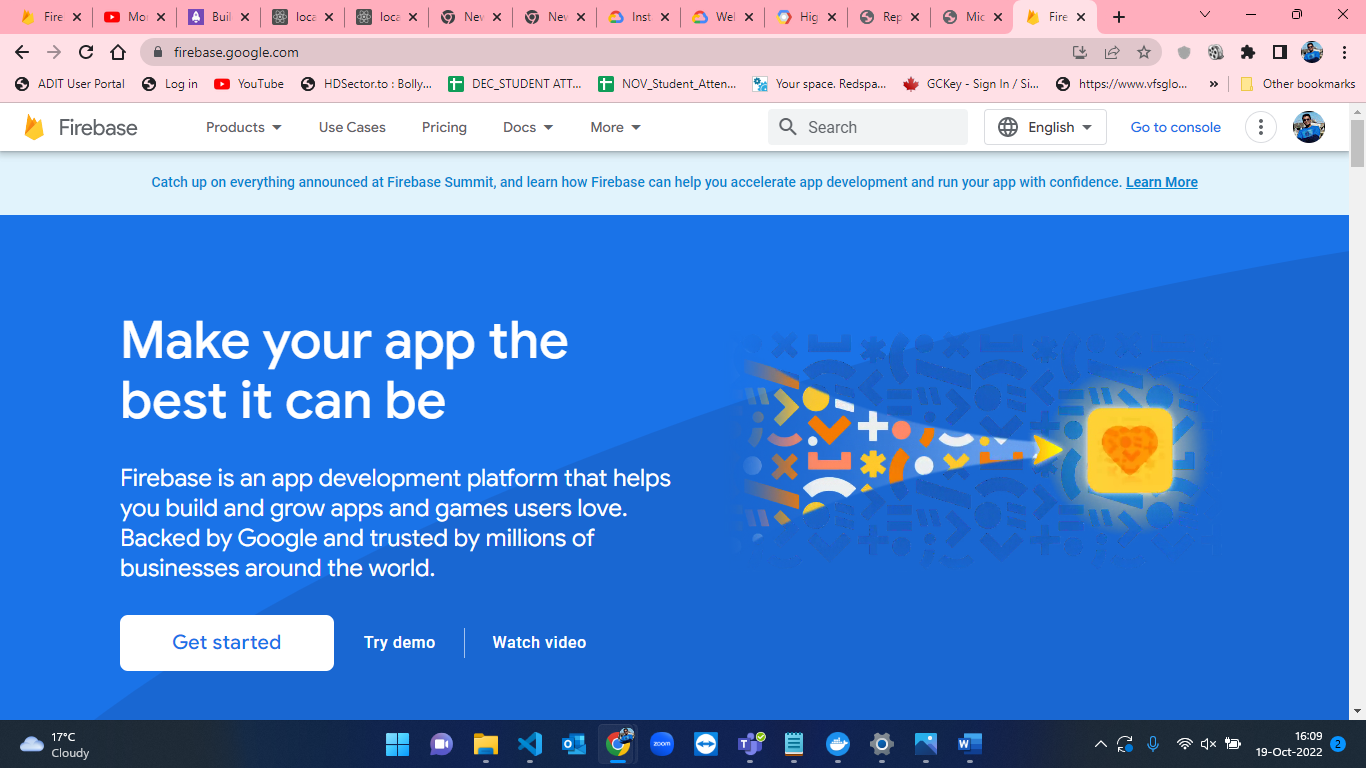 Fire Mor Buil loca loca New New Inst Wel Hig Rep Mic Fire
firebase.google.com
ADIT User Portal Log in YouTube HDSector.to : Bolly... DEC_STUDENT ATT... NOV_Student_Atten... Your space. Redspa... GCKey - Sign In / Si... https://www.vfsglo... » Other bookmarks
Firebase Products Use Cases Pricing Docs More Search English Go to console
Catch up on everything announced at Firebase Summit, and learn how Firebase can help you accelerate app development and run your app with confidence. Learn More
Make your app the
best it can be
Firebase is an app development platform that helps
you build and grow apps and games users love.
Backed by Google and trusted by millions of
businesses around the world.
Get started Try demo Watch video
17°C
Cloudy
zoom
16:09
19-Oct-2022 2